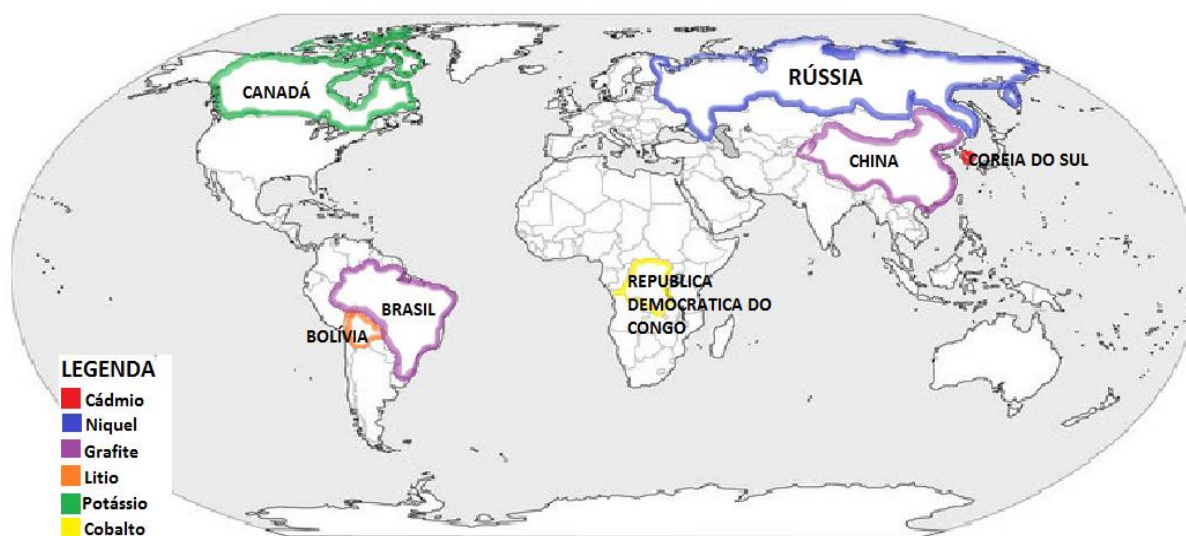 CANADÁ
RÚSSIA
CHINA
COREIA DO SUL
REPUBLICA
DEMOCRATICA DO
CONGO
BRASIL
BOLÍVIA
LEGENDA
Cádmio
Niquel
Grafite
Litio
Potássio
Cobalto